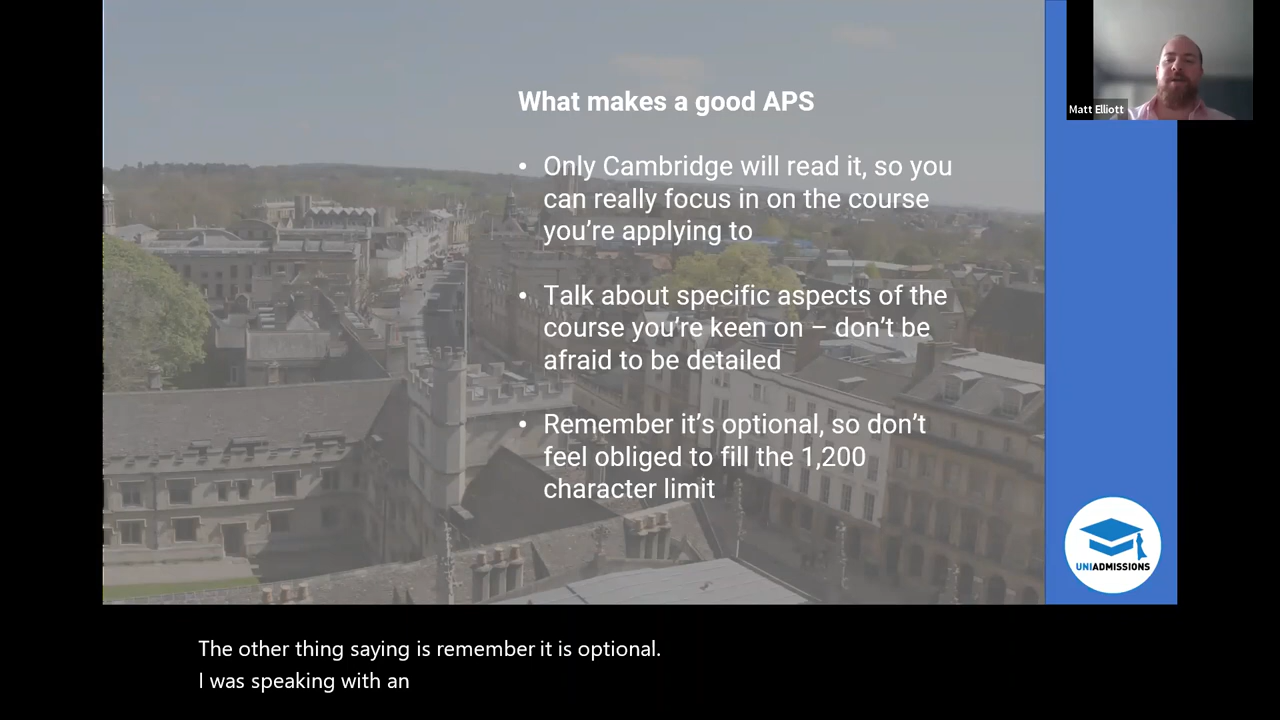 What makes a good APS
• Only Cambridge will read it, so you
can really focus in on the course
you’re applying to
• Talk about specific aspects of the
course you’re keen on – don’t be
afraid to be detailed
• Remember it’s optional, so don’t
feel obliged to fill the 1,200
character limit
Matt Elliott
UNIADMISSIONS
The other thing saying is remember it is optional.
I was speaking with an